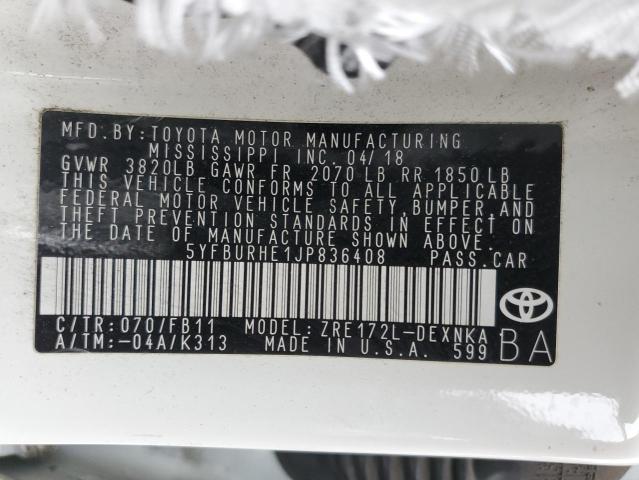 MFD.BY:TOYOTA MOTOR MANUFACTURING
MISSISSIPPI INC. 04/18
GVWR 3820LB GAWR FR 2070 LB RR 1850 LB
THIS VEHICLE CONFORMS TO ALL APPLICABLE
FEDERAL MOTOR VEHICLE SAFETY, BUMPER,AND
THEFT PREVENTION STANDARDS IN EFFECT ON
THE DATE OF MANUFACTURE SHOWN ABOVE.
5YFBURHE1JP836408 PASS.CAR
C/TR:070/FB11 MODEL:ZRE172L-DEXNKA
A/TM:-04A/K313 MADE IN U.S.A. 599
BA